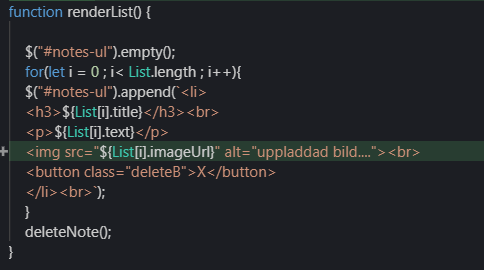 function renderList() {
$("#notes-ul").empty();
for(let i = 0 ; i< List.length ; i++){
$("#notes-ul").append(`<li>
<h3>${List[i].title}</h3><br>
<p>${List[i].text}</p>
<img src="${List[i].imageUrl}" alt="uppladdad bild...."><br>
<button class="deleteB">X</button>
</li><br>`);
}
deleteNote();
}